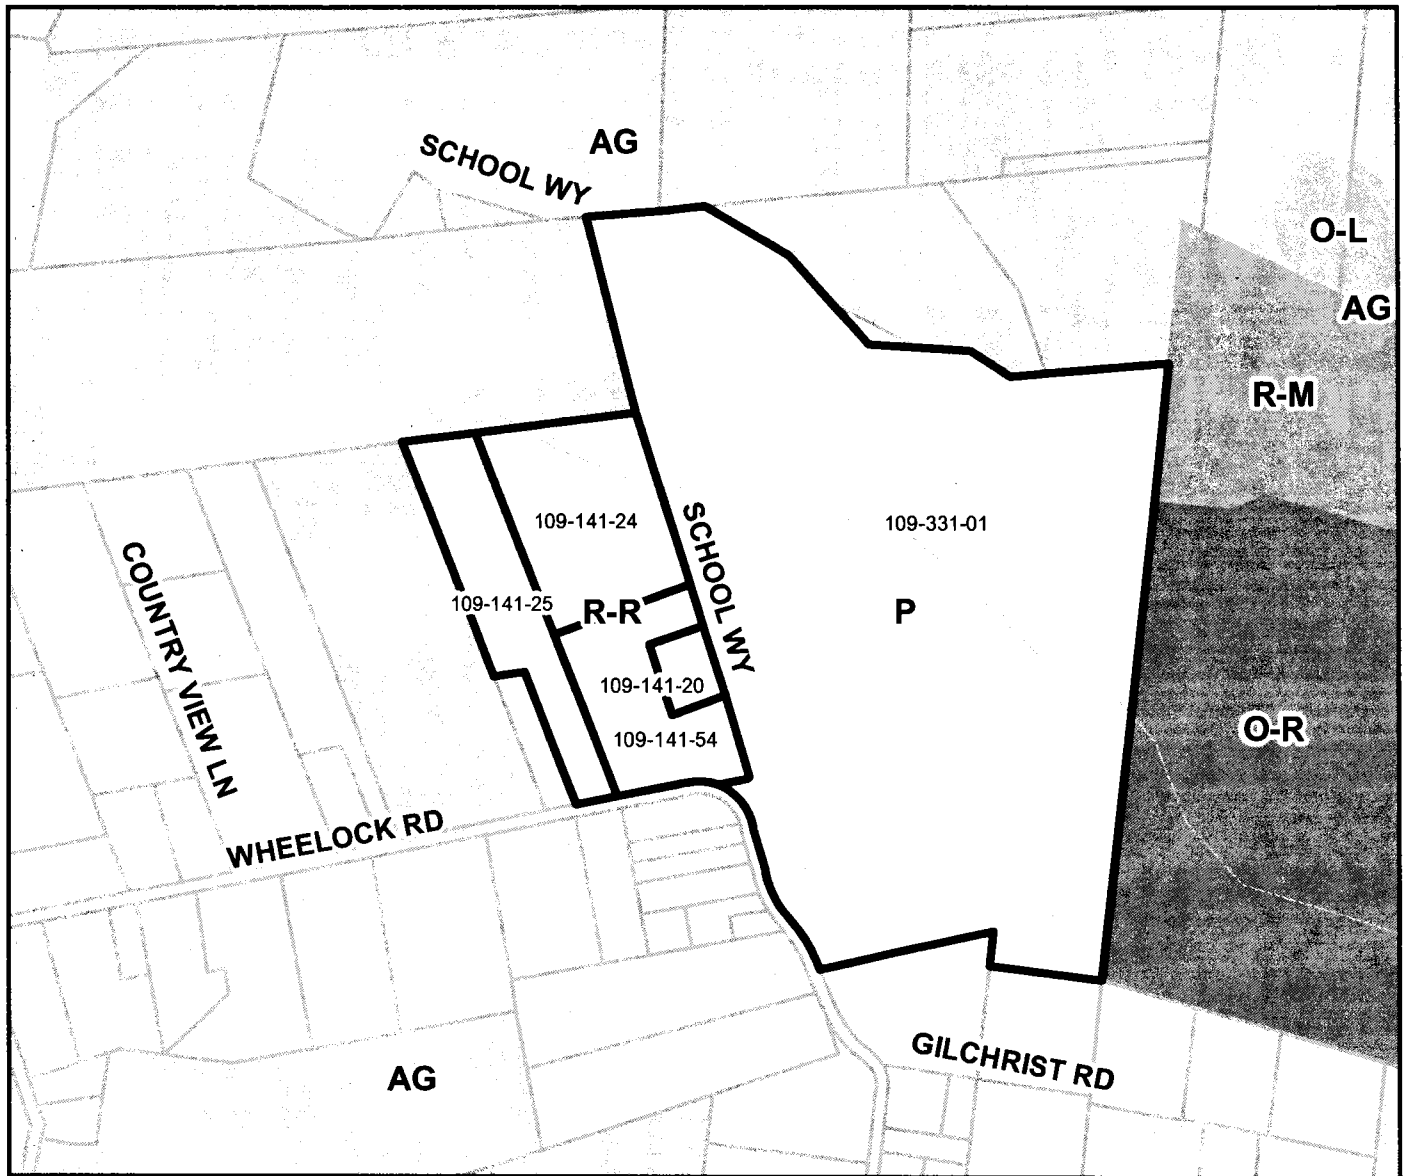 AG
SCHOOL WY
O-L
AG
R-M
109-141-24
SCHOOL WY
109-331-01
COUNTRY VIEW LN
109-141-25
R-R
P
109-141-20
O-R
109-141-54
WHEELOCK RD
GILCHRIST RD
AG